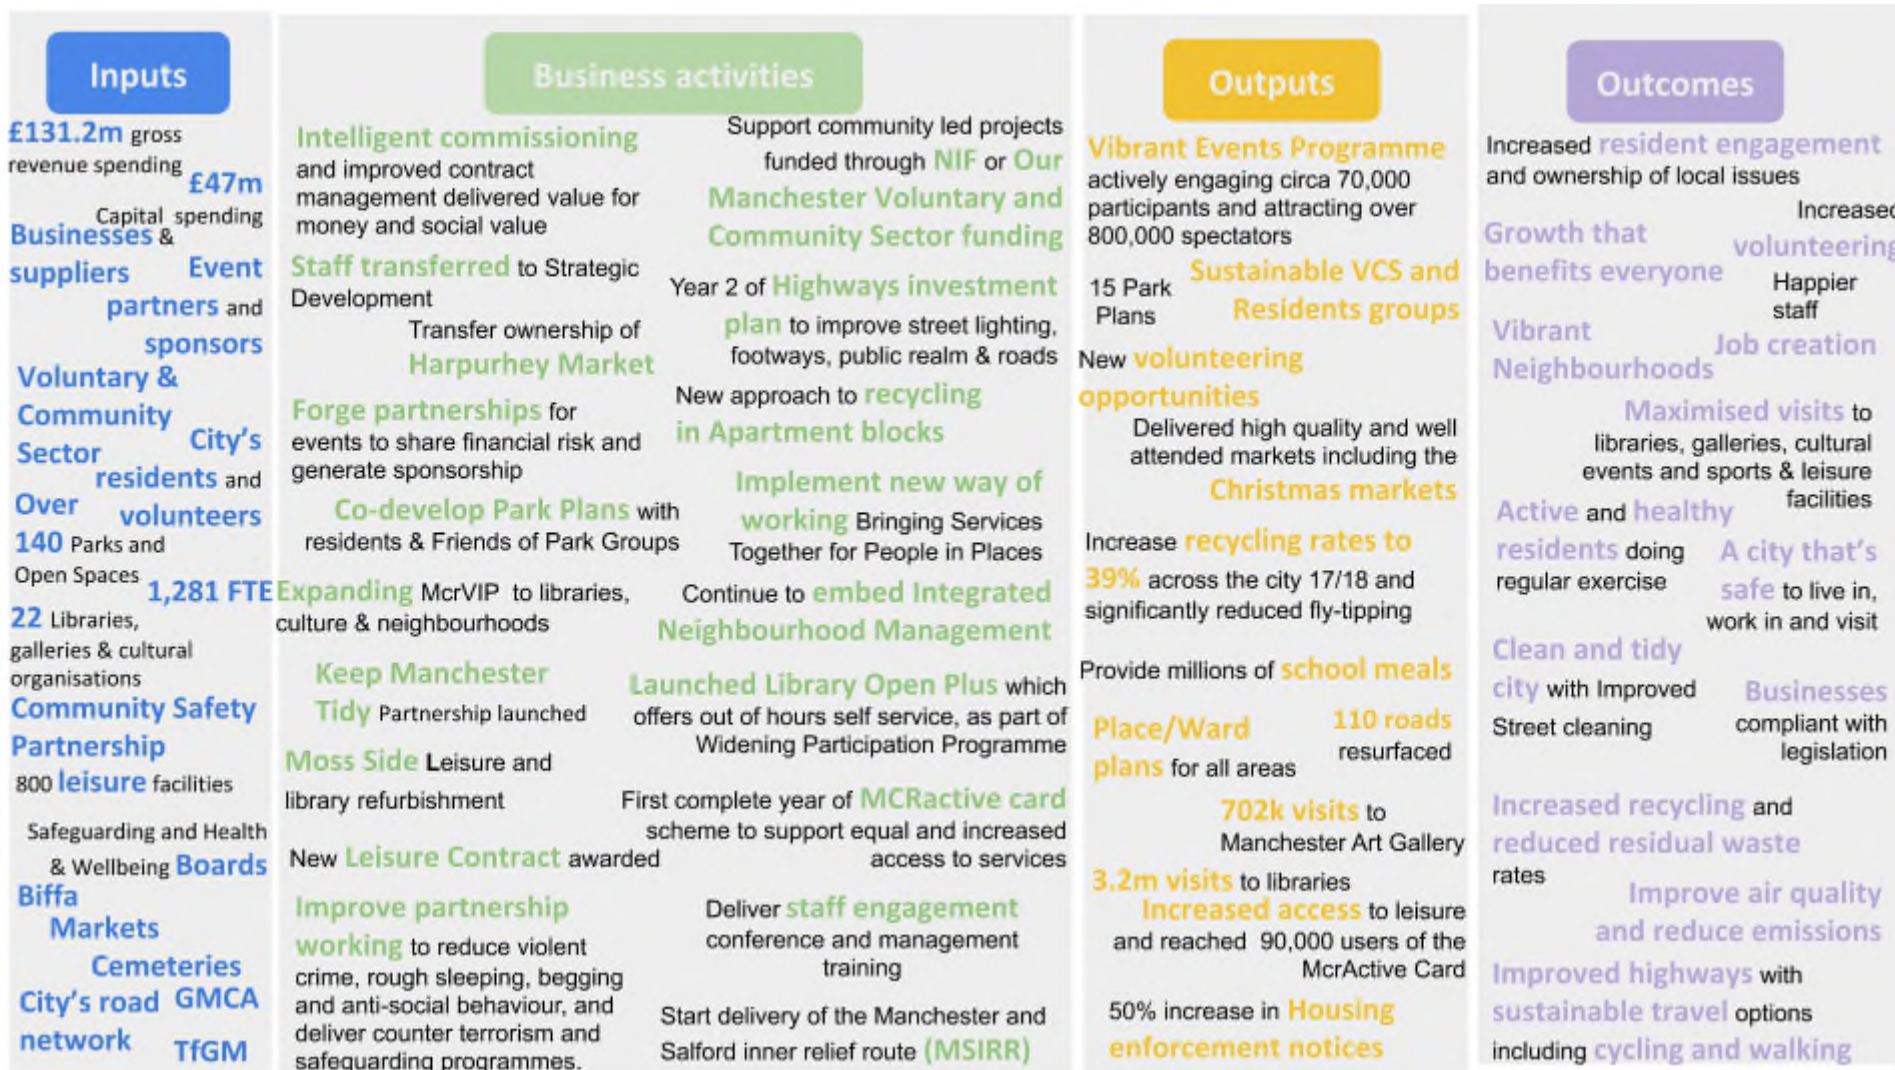 Inputs
£131.2m gross
revenue spending
£47m
Capital spending
Businesses &
suppliers
Event
partners and
sponsors
Voluntary &
Community
Sector
City's
residents and
volunteers
Over
140 Parks and
Open Spaces
1,281 FTE
22 Libraries,
galleries & cultural
organisations
Community Safety
Partnership
800 leisure facilities
Safeguarding and Health
& Wellbeing Boards
Biffa
Markets
Cemeteries
City's road
network
GMCA
TfGM
Business activities
Intelligent commissioning
and improved contract
management delivered value for
money and social value
Staff transferred to Strategic
Development
Transfer ownership of
Harpurhey Market
Forge partnerships for
events to share financial risk and
generate sponsorship
Co-develop Park Plans with
residents & Friends of Park Groups
Expanding McrVIP to libraries,
culture & neighbourhoods
Keep Manchester
Tidy Partnership launched
Moss Side Leisure and
library refurbishment
New Leisure Contract awarded
Improve partnership
working to reduce violent
crime, rough sleeping, begging
and anti-social behaviour, and
deliver counter terrorism and
safeguarding programmes.
Support community led projects
funded through NIF or Our
Manchester Voluntary and
Community Sector funding
Year 2 of Highways investment
plan to improve street lighting,
footways, public realm & roads
New approach to recycling
in Apartment blocks
Implement new way of
working Bringing Services
Together for People in Places
Continue to embed Integrated
Neighbourhood Management
Launched Library Open Plus which
offers out of hours self service, as part of
Widening Participation Programme
First complete year of MCRactive card
scheme to support equal and increased
access to services
Deliver staff engagement
conference and management
training
Start delivery of the Manchester and
Salford inner relief route (MSIRR)
Outputs
Vibrant Events Programme
actively engaging circa 70,000
participants and attracting over
800,000 spectators
15 Park
Plans
Sustainable VCS and
Residents groups
New volunteering
opportunities
Delivered high quality and well
attended markets including the
Christmas markets
Increase recycling rates to
39% across the city 17/18 and
significantly reduced fly-tipping
Provide millions of school meals
Place/Ward
plans for all areas
110 roads
resurfaced
702k visits to
Manchester Art Gallery
3.2m visits to libraries
Increased access to leisure
and reached 90,000 users of the
McrActive Card
50% increase in Housing
enforcement notices
Outcomes
Increased resident engagement
and ownership of local issues
Growth that
benefits everyone
Increased
volunteering
Happier
staff
Vibrant
Neighbourhoods
Job creation
Maximised visits to
libraries, galleries, cultural
events and sports & leisure
facilities
Active and healthy
residents doing
regular exercise
A city that's
safe to live in,
work in and visit
Clean and tidy
city with Improved
Street cleaning
Businesses
compliant with
legislation
Increased recycling and
reduced residual waste
rates
Improve air quality
and reduce emissions
Improved highways with
sustainable travel options
including cycling and walking